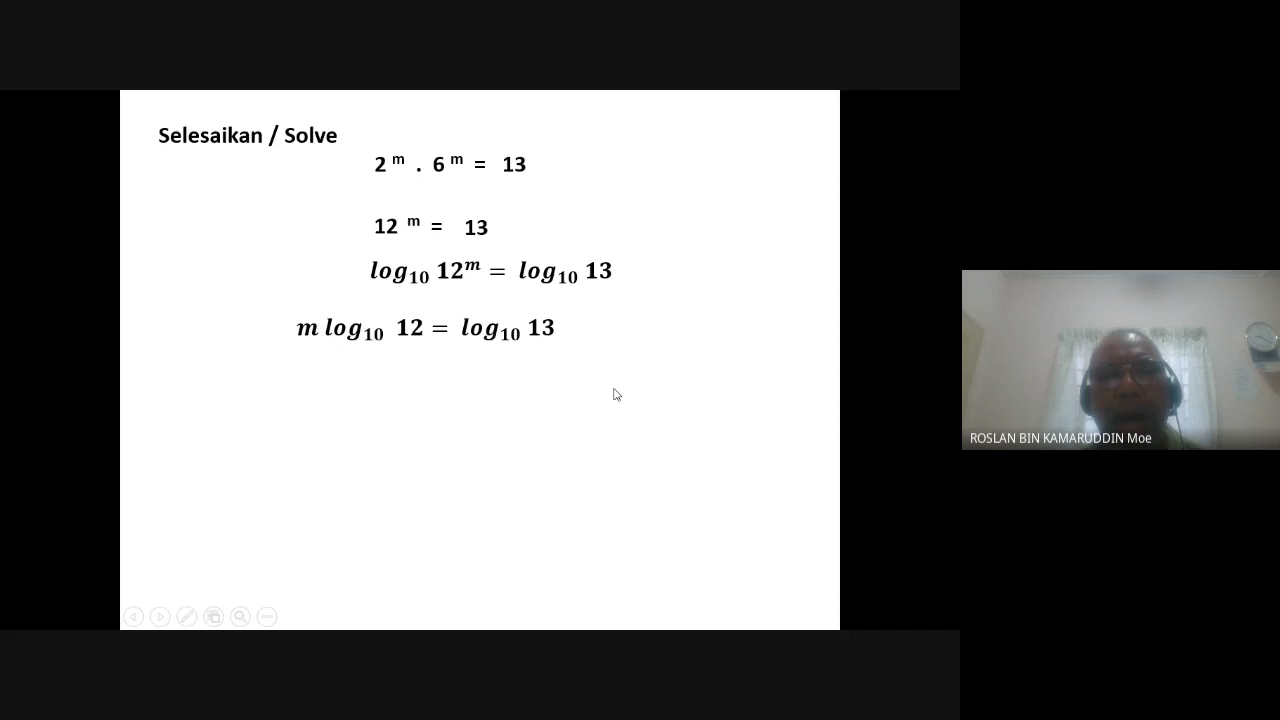 Selesaikan / Solve
2 ᵐ . 6 ᵐ = 13
12 ᵐ = 13
log₁₀ 12ᵐ = log₁₀ 13
m log₁₀ 12 = log₁₀ 13
ROSLAN BIN KAMARUDDIN Moe